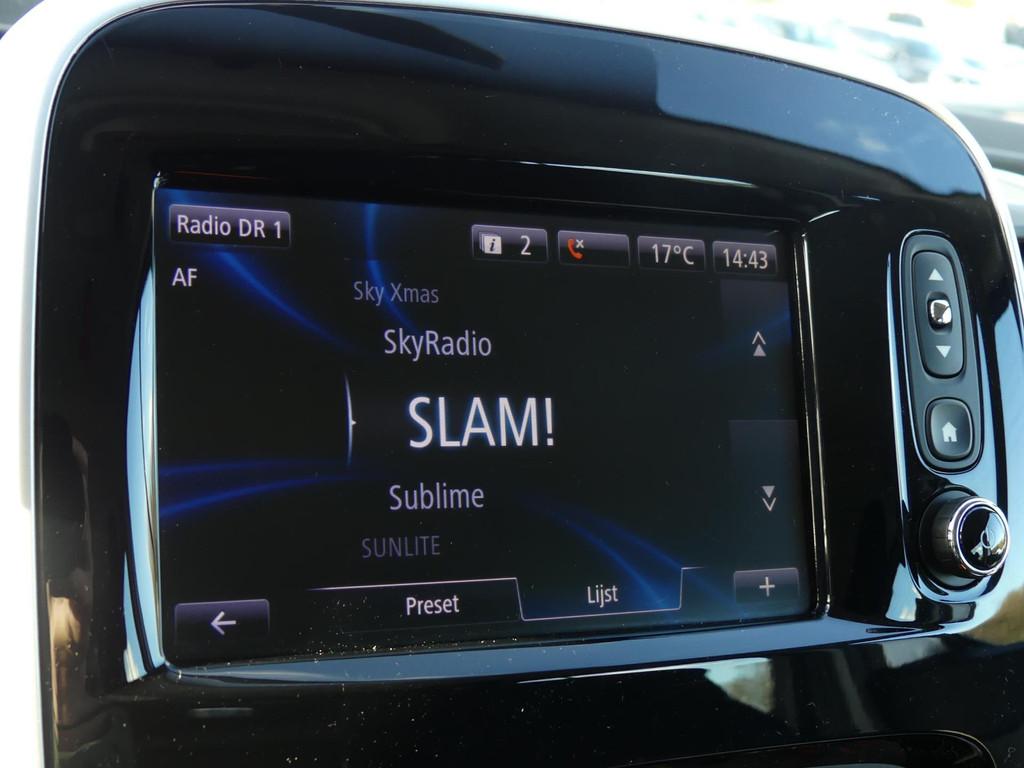 Radio DR 1
i 2
17°C
14:43
AF
Sky Xmas
SkyRadio
SLAM!
Sublime
SUNLITE
Preset
Lijst
+